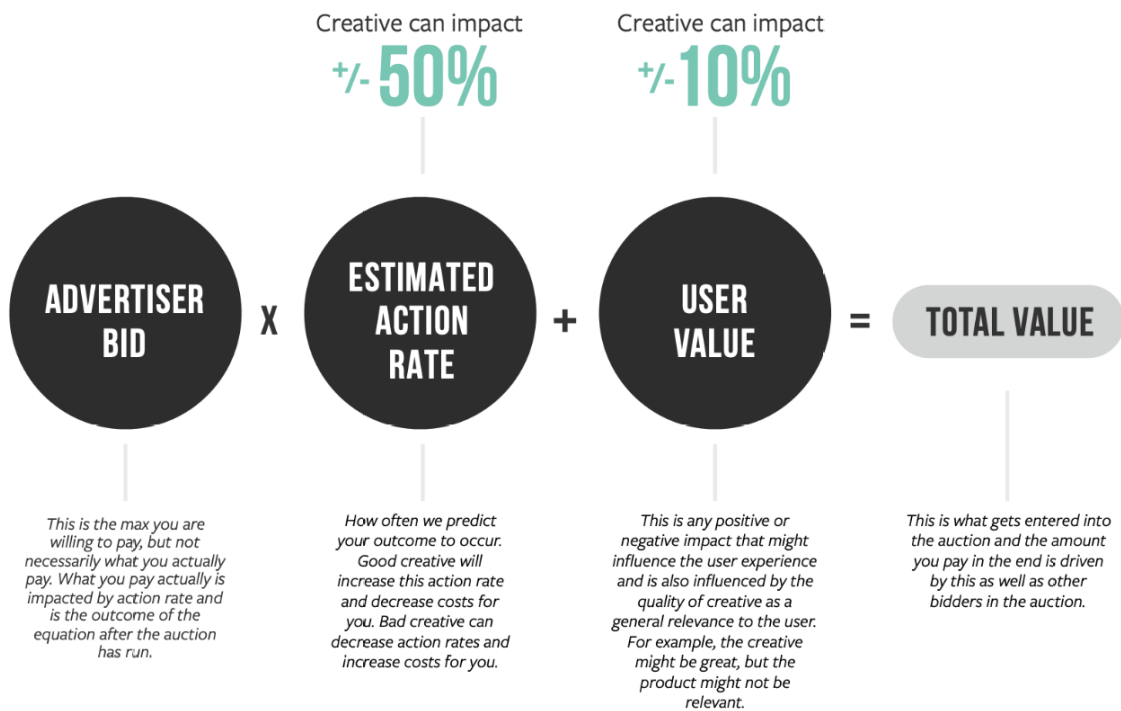 Creative can impact
+/- 50%
Creative can impact
+/- 10%
ADVERTISER
BID
X
ESTIMATED
ACTION
RATE
+
USER
VALUE
=
TOTAL VALUE
This is the max you are
willing to pay, but not
necessarily what you actually
pay. What you pay actually is
impacted by action rate and
is the outcome of the
equation after the auction
has run.
How often we predict
your outcome to occur.
Good creative will
increase this action rate
and decrease costs for
you. Bad creative can
decrease action rates and
increase costs for you.
This is any positive or
negative impact that might
influence the user experience
and is also influenced by the
quality of creative as a
general relevance to the user.
For example, the creative
might be great, but the
product might not be
relevant.
This is what gets entered into
the auction and the amount
you pay in the end is driven
by this as well as other
bidders in the auction.